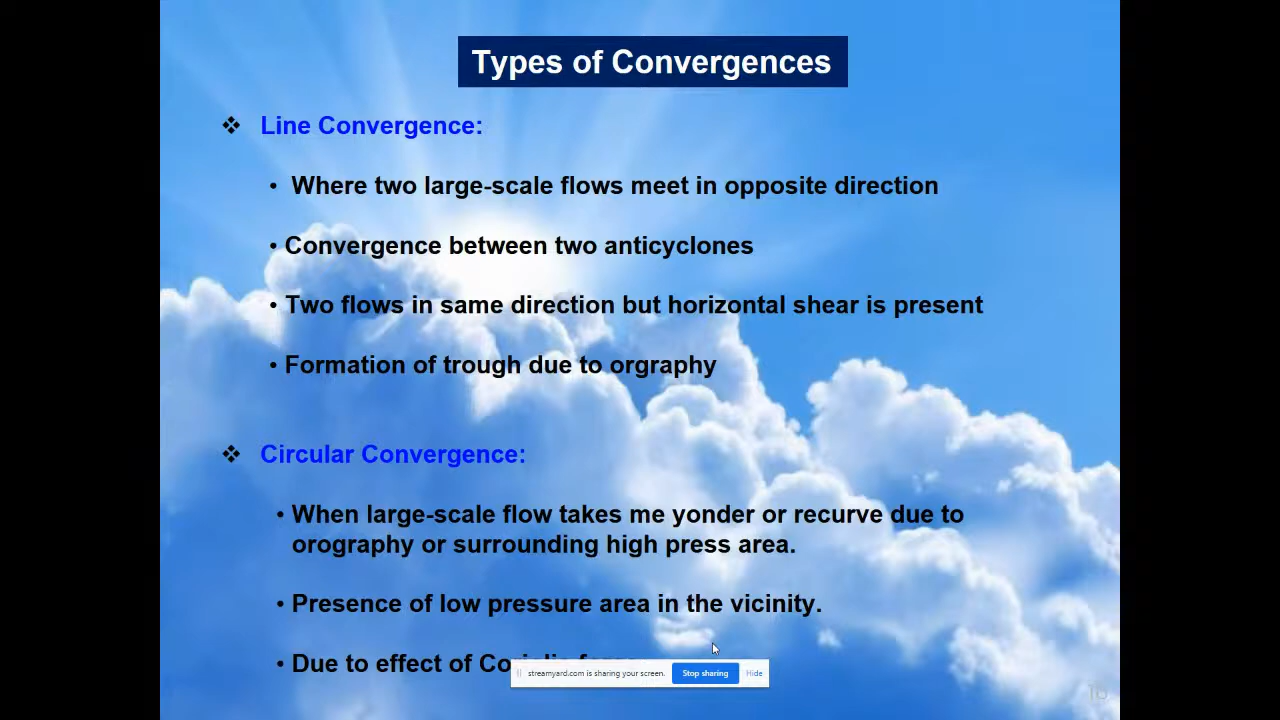 Types of Convergences
❖ Line Convergence:
• Where two large-scale flows meet in opposite direction
• Convergence between two anticyclones
• Two flows in same direction but horizontal shear is present
• Formation of trough due to orgraphy
❖ Circular Convergence:
• When large-scale flow takes me yonder or recurve due to
orography or surrounding high press area.
• Presence of low pressure area in the vicinity.
• Due to effect of
streamyard.com is sharing your screen. Stop sharing Hide
10